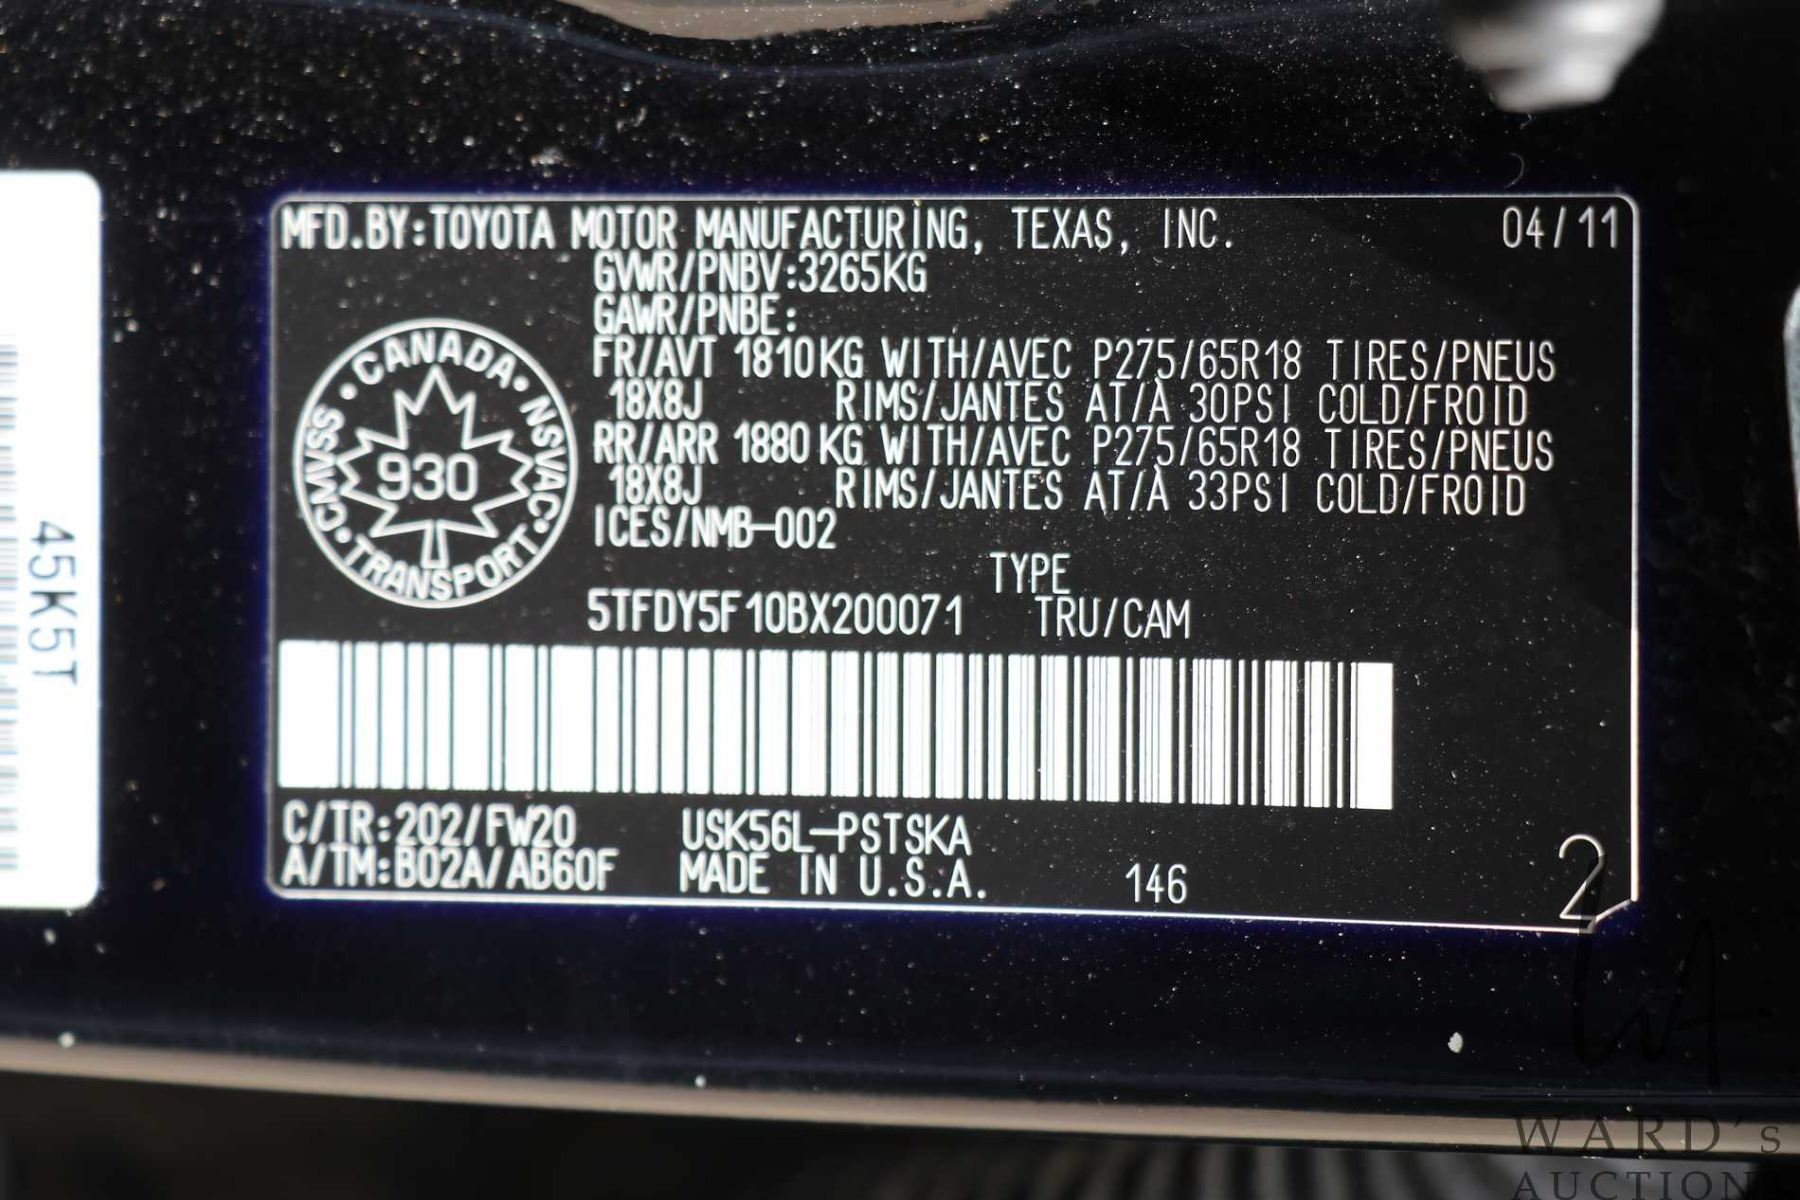 MFD.BY:TOYOTA MOTOR MANUFACTURING, TEXAS, INC. 04/11
GVWR/PNBV:3265KG
GAWR/PNBE:
FR/AVT 1810KG WITH/AVEC P275/65R18 TIRES/PNEUS
18X8J RIMS/JANTES AT/À 30PSI COLD/FROID
RR/ARR 1880KG WITH/AVEC P275/65R18 TIRES/PNEUS
18X8J RIMS/JANTES AT/À 33PSI COLD/FROID
ICES/NMB-002
CANADA
CMVSS • NSVAC
930
TRANSPORT
TYPE
5TFDY5F10BX200071 TRU/CAM
C/TR:202/FW20 USK56L-PSTSKA
A/TM:B02A/AB60F MADE IN U.S.A. 146
2
45K5T
WA
WARD's
AUCTION